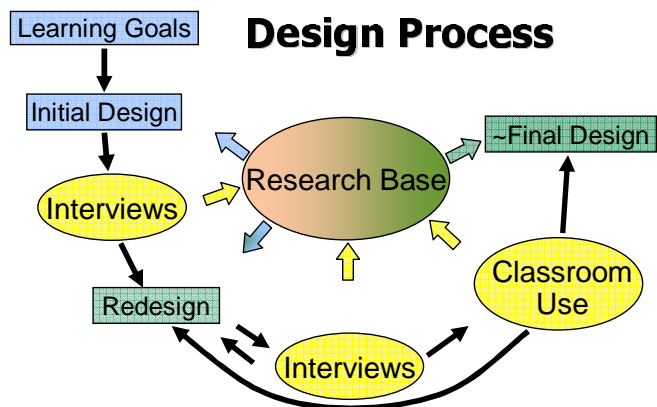 Learning Goals
Design Process
Initial Design
~Final Design
Research Base
Interviews
Classroom
Use
Redesign
Interviews